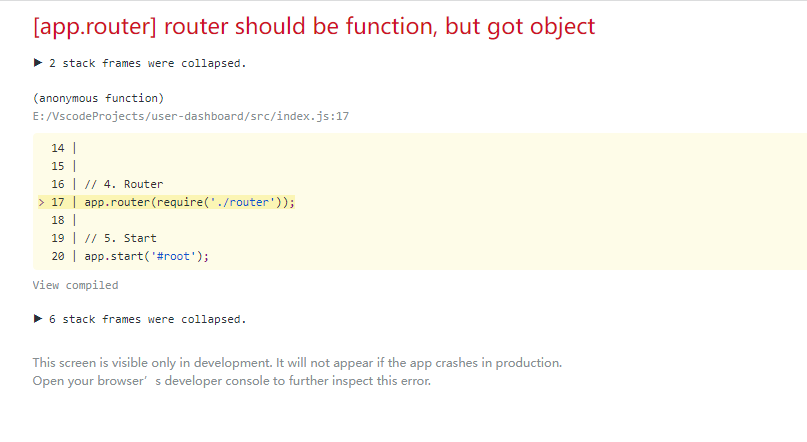 [app.router] router should be function, but got object
▶ 2 stack frames were collapsed.
(anonymous function)
E:/VscodeProjects/user-dashboard/src/index.js:17
14 |
15 |
16 | // 4. Router
> 17 | app.router(require('./router'));
18 |
19 | // 5. Start
20 | app.start('#root');
View compiled
▶ 6 stack frames were collapsed.
This screen is visible only in development. It will not appear if the app crashes in production.
Open your browser’s developer console to further inspect this error.